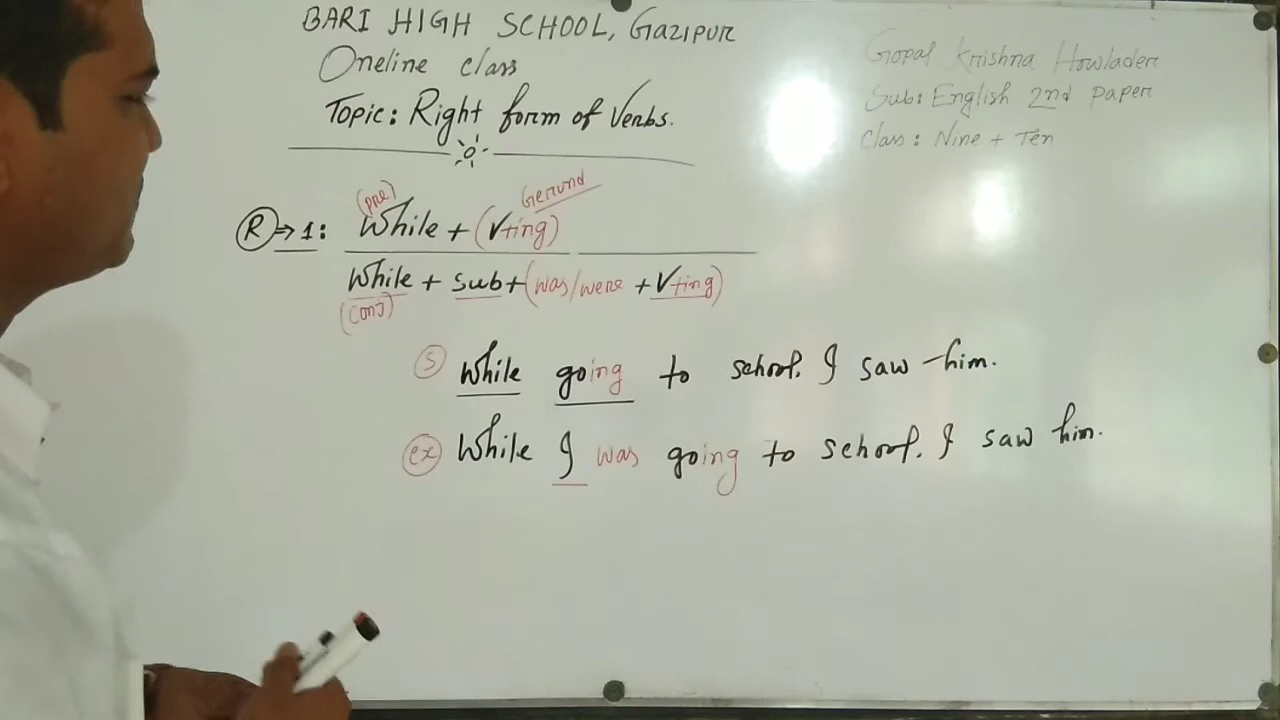 BARI HIGH SCHOOL, Gazipur
Oneline class
Topic: Right form of Verbs.
Gopal Krishna Howlader
Sub: English 2nd paper
Class: Nine + Ten
(pre) Gerund
R ⇒ 1: While + (V+ing)
While + Sub + (was/were + V+ing)
(conj)
S While going to school, I saw him.
ex While I was going to school, I saw him.